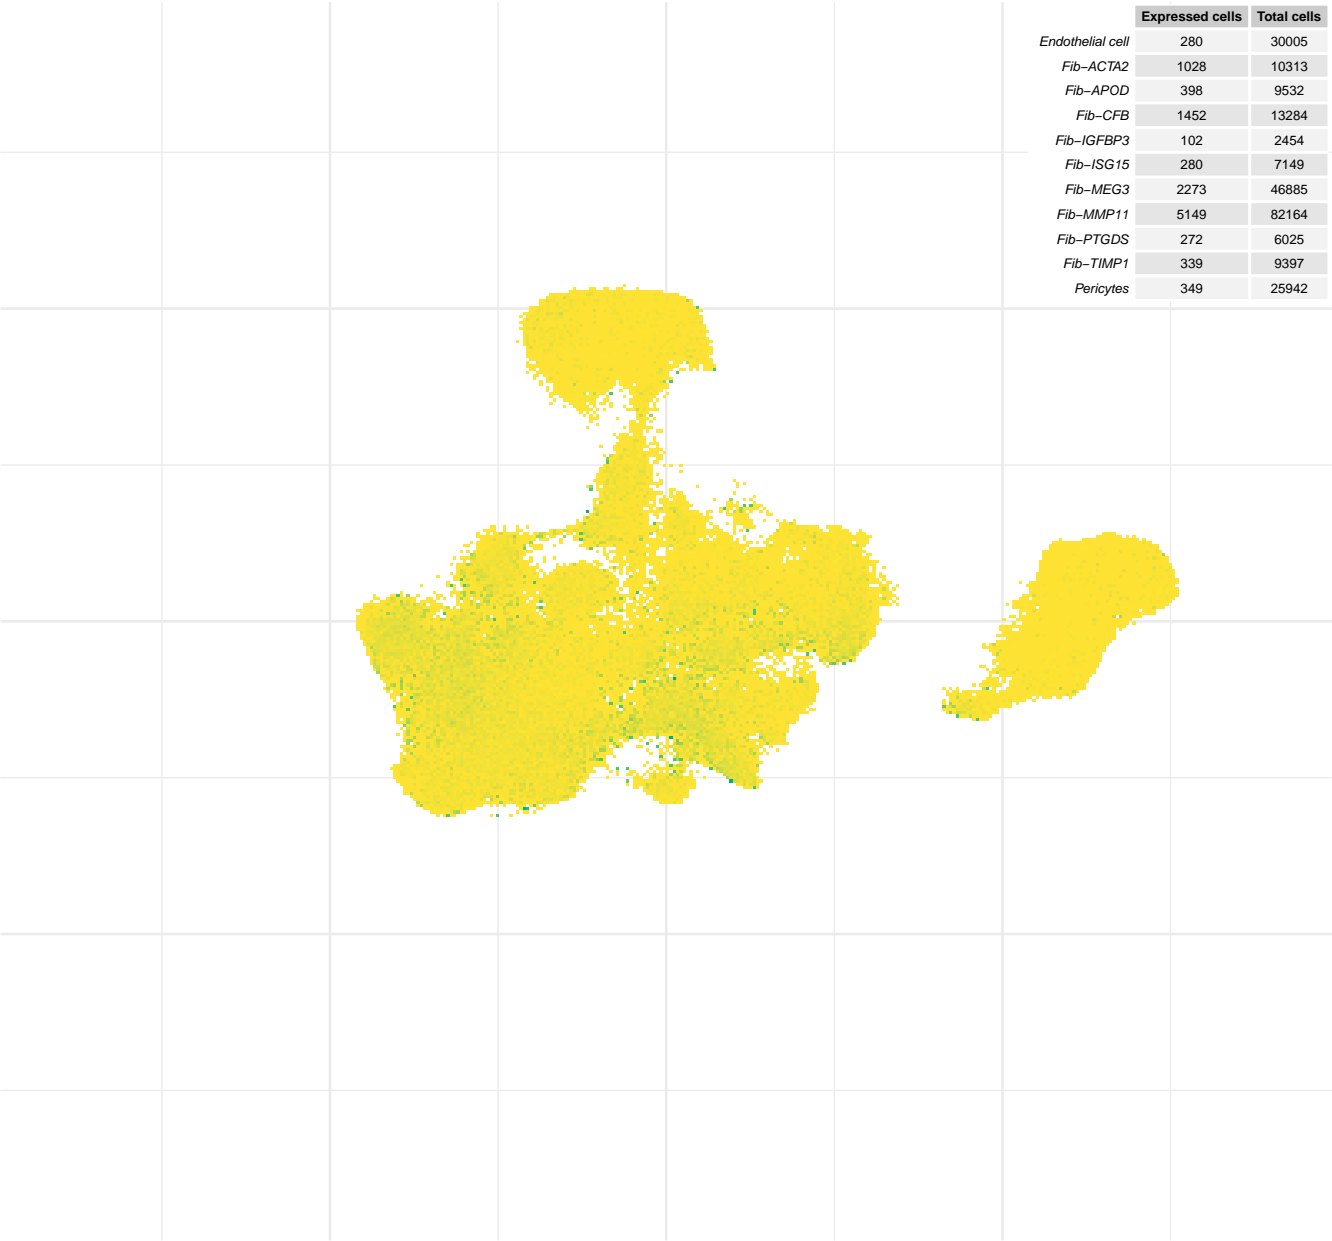 Expressed cells Total cells
Endothelial cell 280 30005
Fib−ACTA2 1028 10313
Fib−APOD 398 9532
Fib−CFB 1452 13284
Fib−IGFBP3 102 2454
Fib−ISG15 280 7149
Fib−MEG3 2273 46885
Fib−MMP11 5149 82164
Fib−PTGDS 272 6025
Fib−TIMP1 339 9397
Pericytes 349 25942